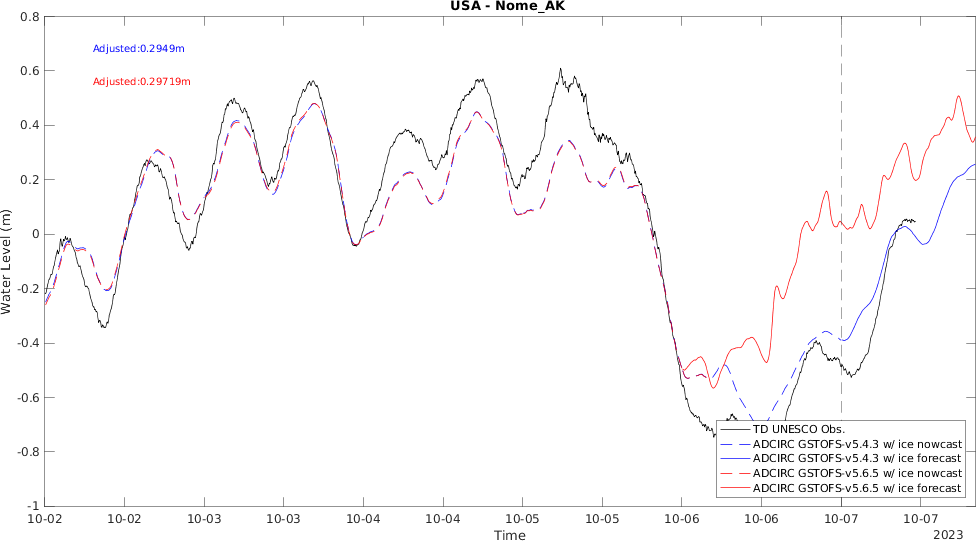 USA - Nome_AK
0.8
0.6
0.4
0.2
0
-0.2
-0.4
-0.6
-0.8
-1
Water Level (m)
Adjusted:0.2949m
Adjusted:0.29719m
TD UNESCO Obs.
ADCIRC GSTOFS-v5.4.3 w/ ice nowcast
ADCIRC GSTOFS-v5.4.3 w/ ice forecast
ADCIRC GSTOFS-v5.6.5 w/ ice nowcast
ADCIRC GSTOFS-v5.6.5 w/ ice forecast
10-02 10-02 10-03 10-03 10-04 10-04 10-05 10-05 10-06 10-06 10-07 10-07
Time
2023